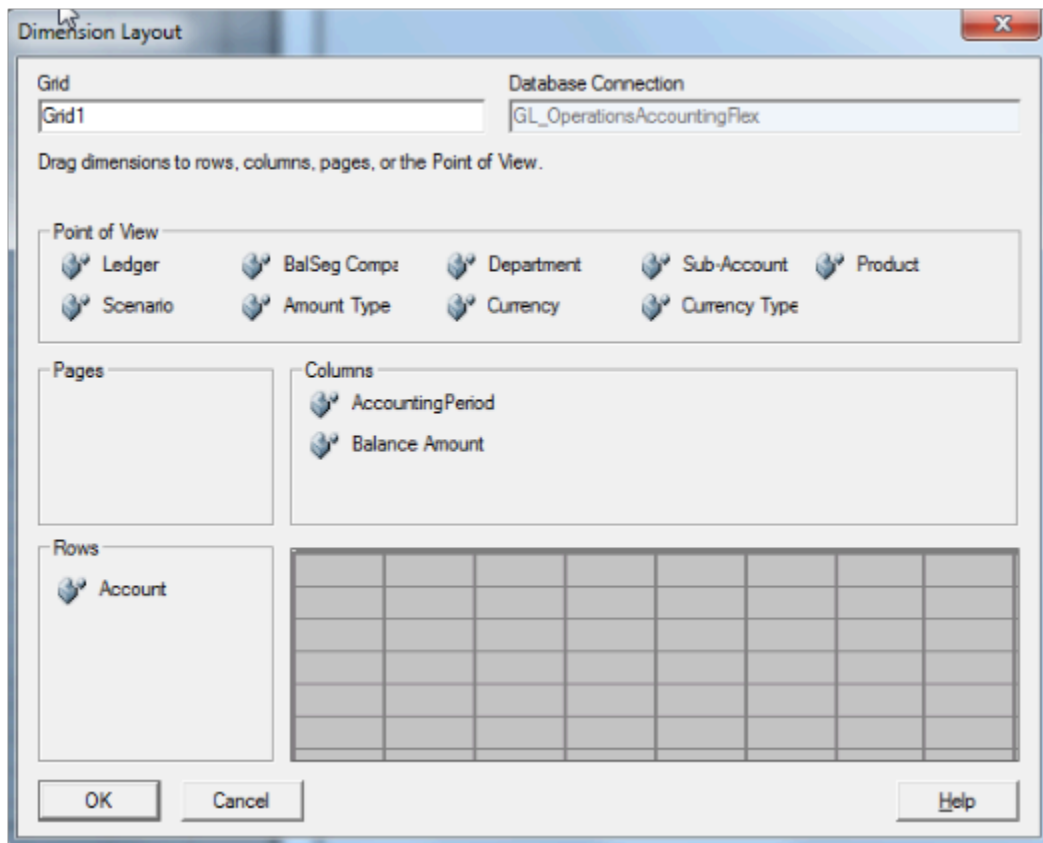 Dimension Layout
Grid
Database Connection
Grid1
GL_OperationsAccountingFlex
Drag dimensions to rows, columns, pages, or the Point of View.
Point of View
Ledger BalSeg Compa Department Sub-Account Product
Scenario Amount Type Currency Currency Type
Pages
Columns
AccountingPeriod
Balance Amount
Rows
Account
OK Cancel Help